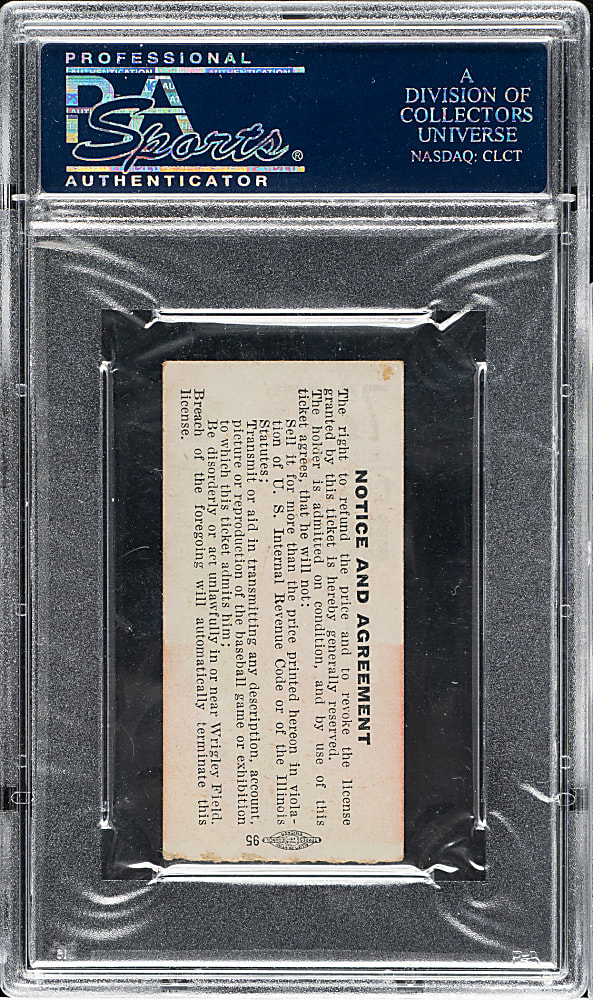 PROFESSIONAL
PSA
Sports®
AUTHENTICATOR
A
DIVISION OF
COLLECTORS
UNIVERSE
NASDAQ: CLCT
NOTICE AND AGREEMENT
The right to refund the price and to revoke the license
granted by this ticket is hereby generally reserved.
The holder is admitted on condition, and by use of this
ticket agrees, that he will not:
Sell it for more than the price printed hereon in viola-
tion of U. S. Internal Revenue Code or of the Illinois
Statutes;
Transmit or aid in transmitting any description, account,
picture or reproduction of the baseball game or exhibition
to which this ticket admits him;
Be disorderly or act unlawfully in or near Wrigley Field.
Breach of the foregoing will automatically terminate this
license.
95
PSA